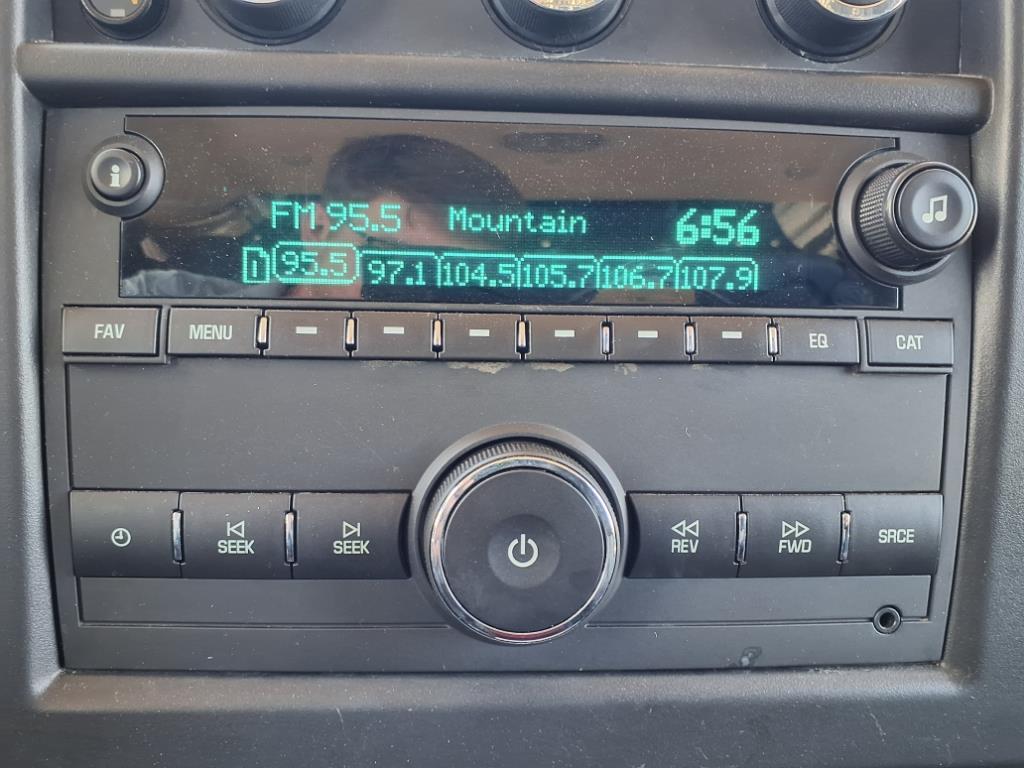 FM 95.5 Mountain 6:56
1 95.5 97.1 104.5 105.7 106.7 107.9
FAV MENU EQ CAT
SEEK SEEK REV FWD SRCE